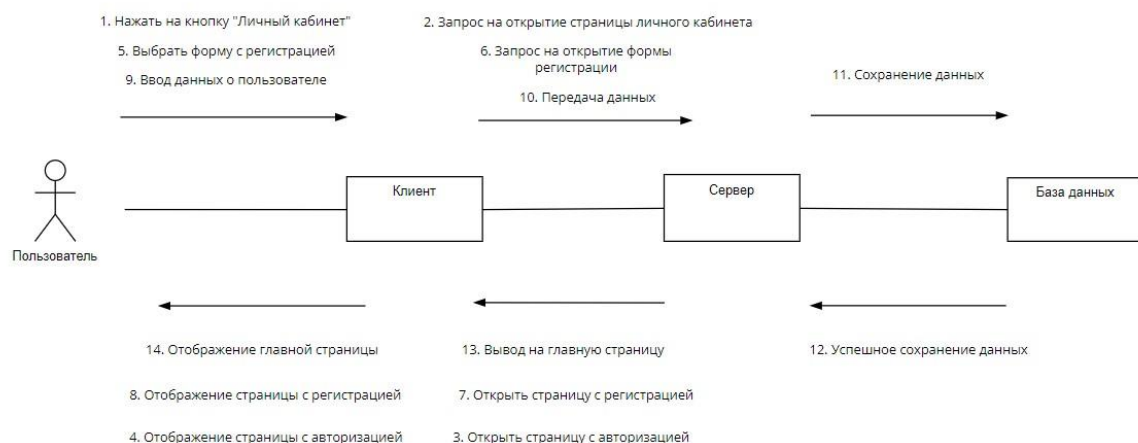 1. Нажать на кнопку "Личный кабинет"
5. Выбрать форму с регистрацией
9. Ввод данных о пользователе
2. Запрос на открытие страницы личного кабинета
6. Запрос на открытие формы
регистрации
10. Передача данных
11. Сохранение данных
Пользователь
Клиент
Сервер
База данных
14. Отображение главной страницы
8. Отображение страницы с регистрацией
4. Отображение страницы с авторизацией
13. Вывод на главную страницу
7. Открыть страницу с регистрацией
3. Открыть страницу с авторизацией
12. Успешное сохранение данных